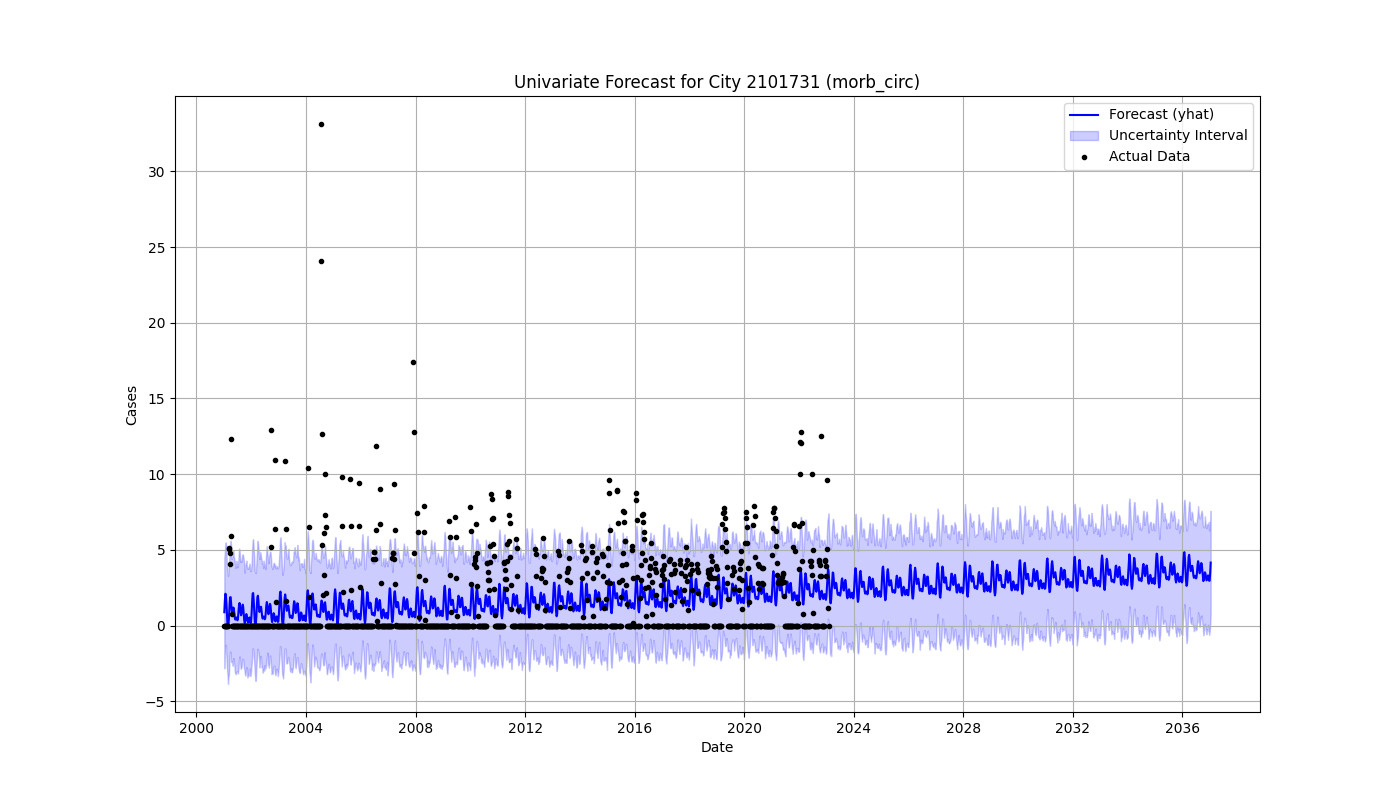 Univariate Forecast for City 2101731 (morb_circ)
Forecast (yhat)
Uncertainty Interval
Actual Data
Cases
30
25
20
15
10
5
0
−5
2000 2004 2008 2012 2016 2020 2024 2028 2032 2036
Date